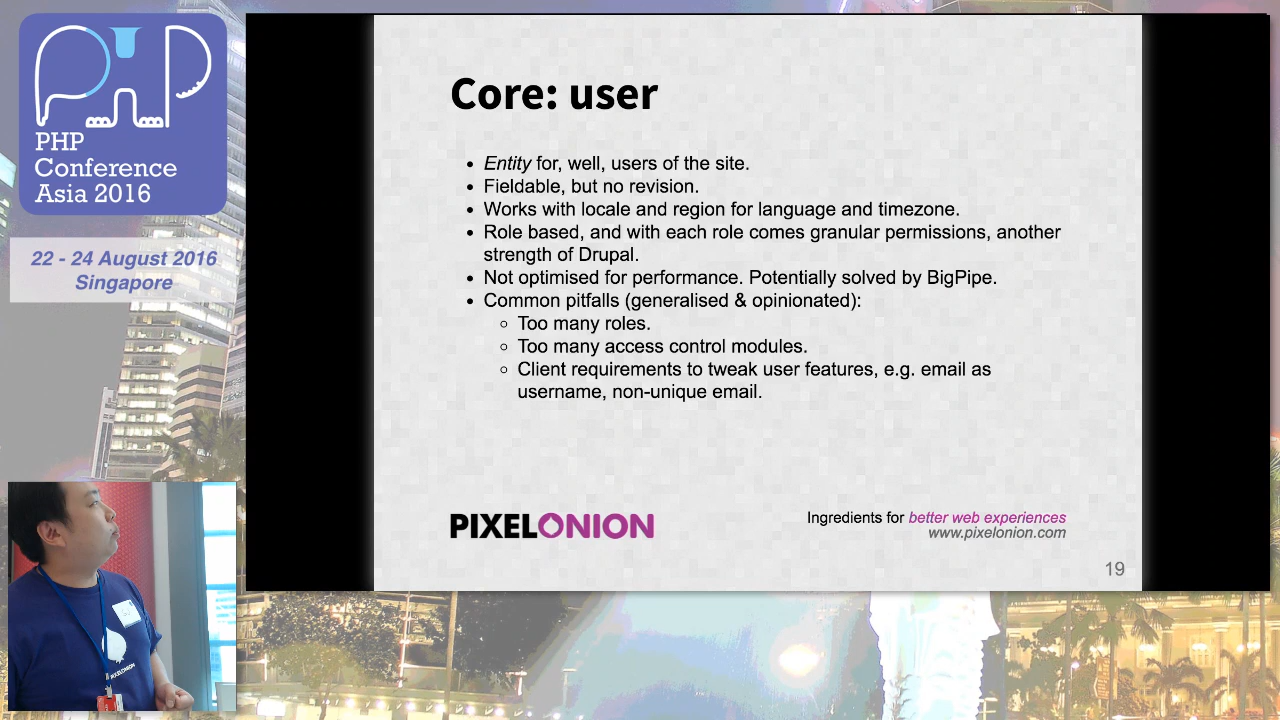 PHP
PHP
Conference
Asia 2016
22 - 24 August 2016
Singapore
Core: user
• Entity for, well, users of the site.
• Fieldable, but no revision.
• Works with locale and region for language and timezone.
• Role based, and with each role comes granular permissions, another
strength of Drupal.
• Not optimised for performance. Potentially solved by BigPipe.
• Common pitfalls (generalised & opinionated):
○ Too many roles.
○ Too many access control modules.
○ Client requirements to tweak user features, e.g. email as
username, non-unique email.
PIXELONION
Ingredients for better web experiences
www.pixelonion.com
19
PIXELONION